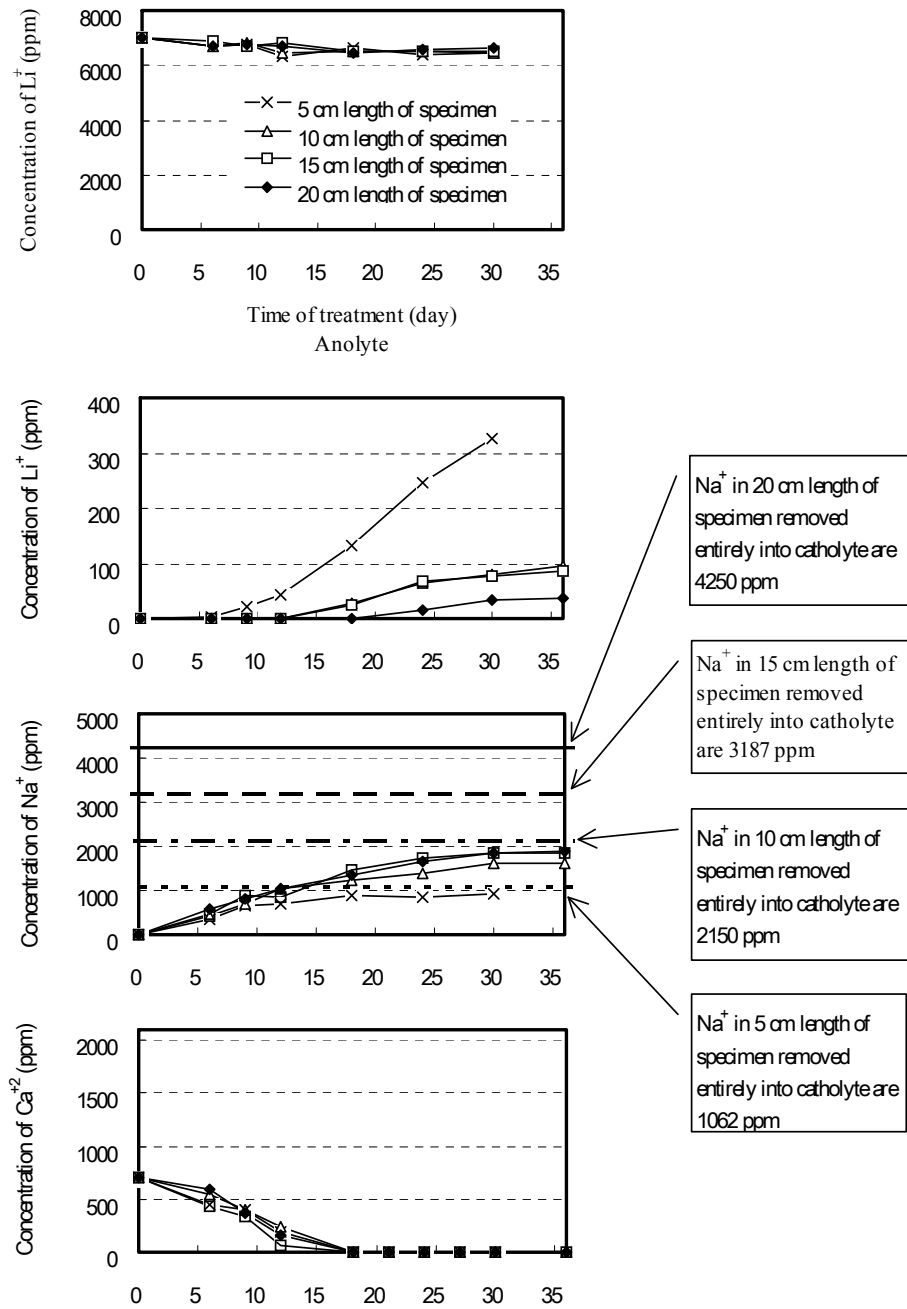 Concentration of Li+ (ppm)
8000
6000
4000
2000
0
5 cm length of specimen
10 cm length of specimen
15 cm length of specimen
20 cm length of specimen
0 5 10 15 20 25 30 35
Time of treatment (day)
Anolyte
Concentration of Li+ (ppm)
400
300
200
100
0
0 5 10 15 20 25 30 35
Concentration of Na+ (ppm)
5000
4000
3000
2000
1000
0
0 5 10 15 20 25 30 35
Concentration of Ca+2 (ppm)
2000
1500
1000
500
0
0 5 10 15 20 25 30 35
Na+ in 20 cm length of
specimen removed
entirely into catholyte are
4250 ppm
Na+ in 15 cm length of
specimen removed
entirely into catholyte
are 3187 ppm
Na+ in 10 cm length of
specimen removed
entirely into catholyte are
2150 ppm
Na+ in 5 cm length of
specimen removed
entirely into catholyte are
1062 ppm